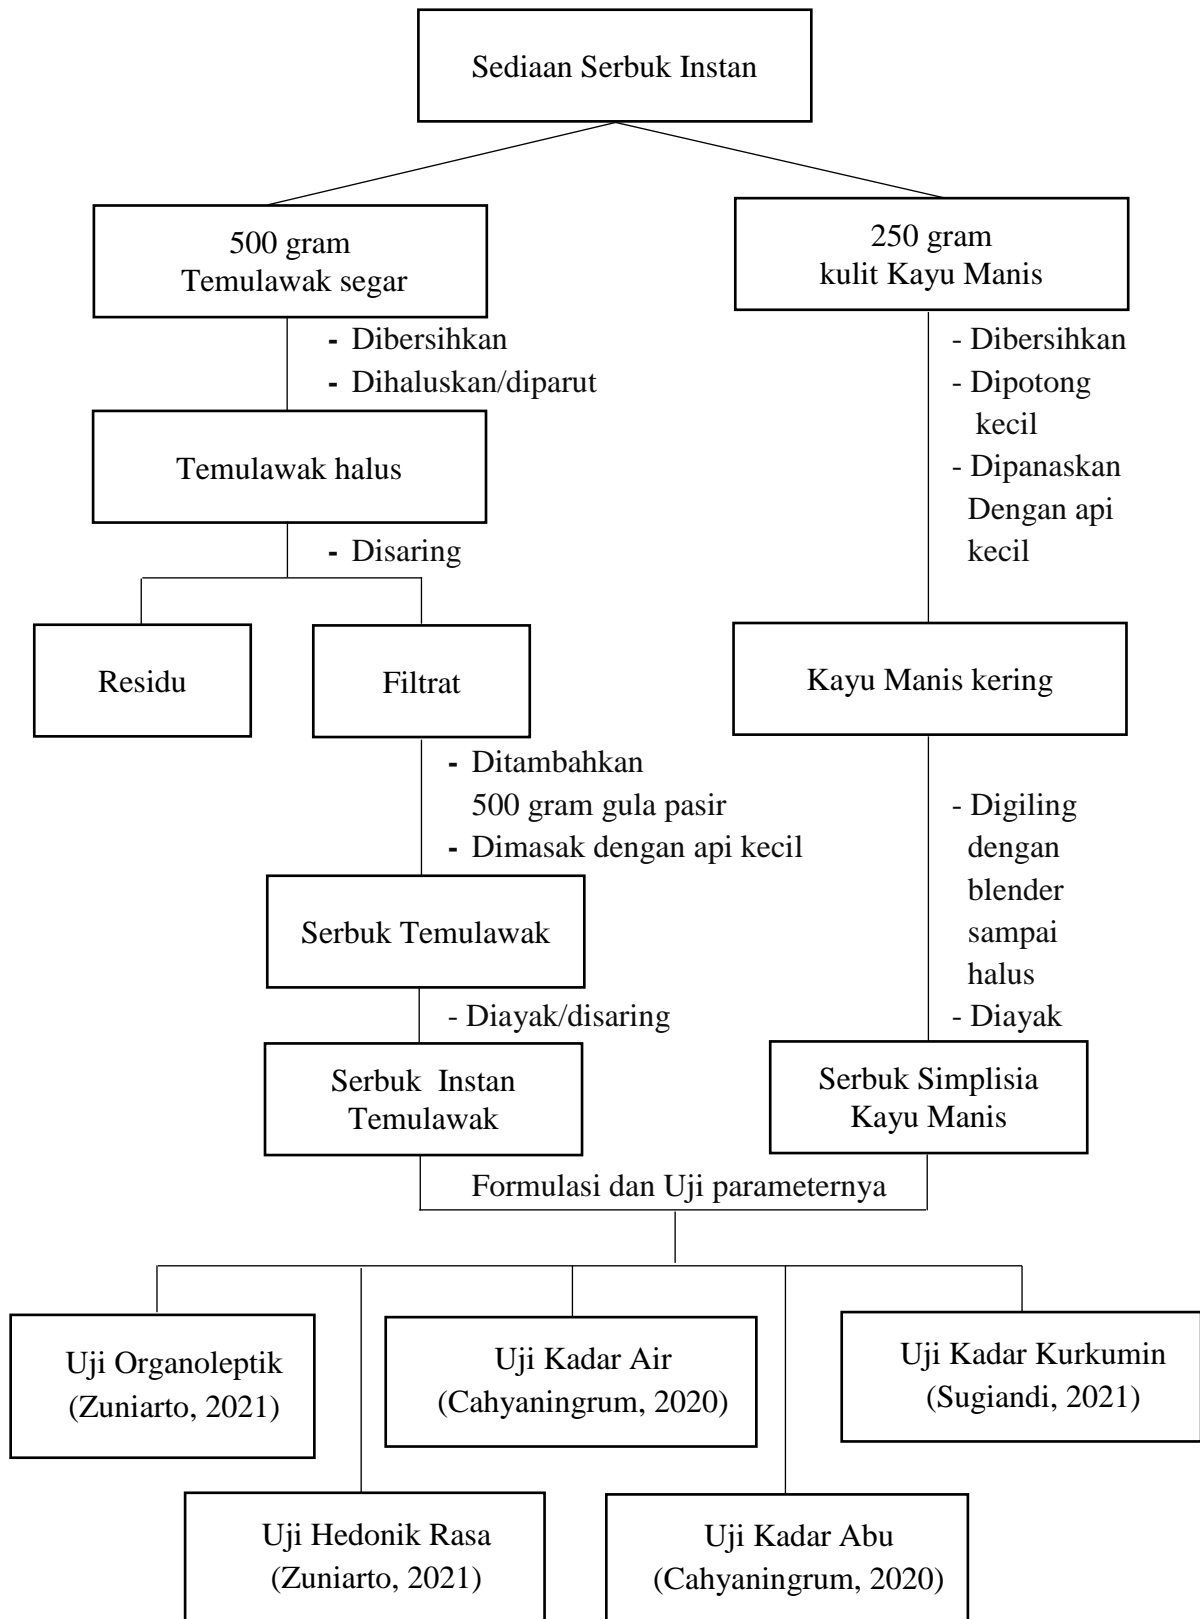 Sediaan Serbuk Instan
500 gram
Temulawak segar
- Dibersihkan
- Dihaluskan/diparut
Temulawak halus
- Disaring
Residu
Filtrat
- Ditambahkan
500 gram gula pasir
- Dimasak dengan api kecil
Serbuk Temulawak
- Diayak/disaring
Serbuk Instan
Temulawak
250 gram
kulit Kayu Manis
- Dibersihkan
- Dipotong
kecil
- Dipanaskan
Dengan api
kecil
Kayu Manis kering
- Digiling
dengan
blender
sampai
halus
- Diayak
Serbuk Simplisia
Kayu Manis
Formulasi dan Uji parameternya
Uji Organoleptik
(Zuniarto, 2021)
Uji Kadar Air
(Cahyaningrum, 2020)
Uji Kadar Kurkumin
(Sugiandi, 2021)
Uji Hedonik Rasa
(Zuniarto, 2021)
Uji Kadar Abu
(Cahyaningrum, 2020)